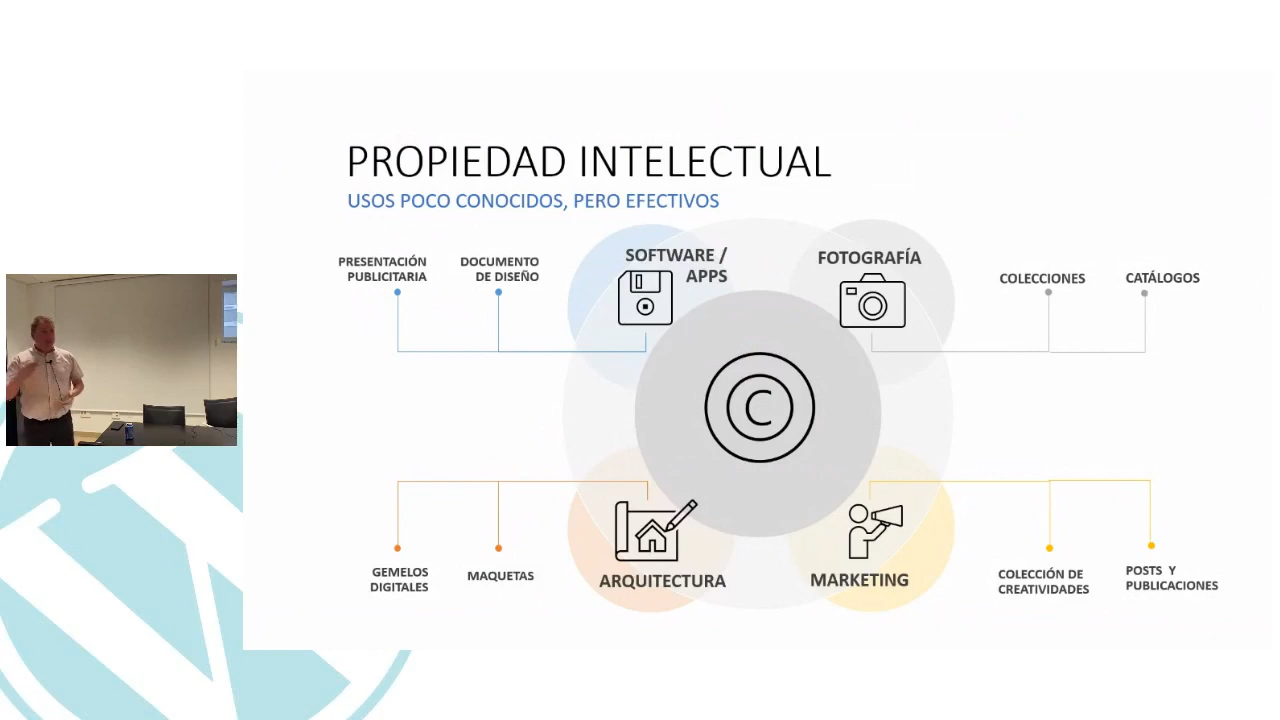 PROPIEDAD INTELECTUAL
USOS POCO CONOCIDOS, PERO EFECTIVOS
PRESENTACIÓN
PUBLICITARIA
DOCUMENTO
DE DISEÑO
SOFTWARE /
APPS
FOTOGRAFÍA
COLECCIONES
CATÁLOGOS
C
GEMELOS
DIGITALES
MAQUETAS
ARQUITECTURA
MARKETING
COLECCIÓN DE
CREATIVIDADES
POSTS Y
PUBLICACIONES